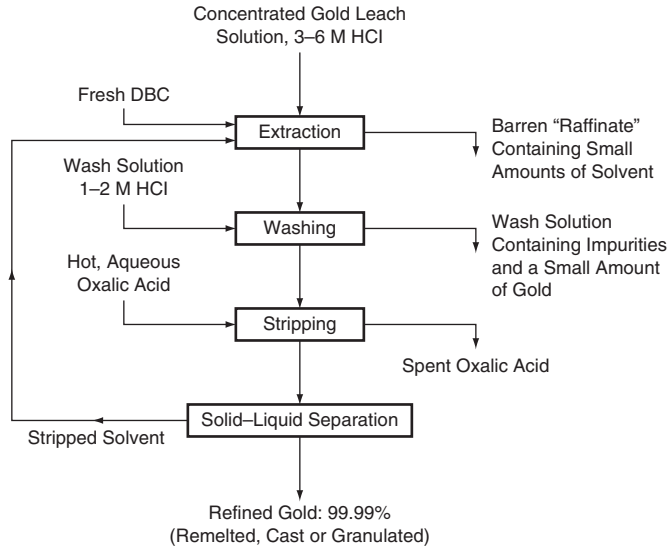 Concentrated Gold Leach
Solution, 3–6 M HCl
Fresh DBC
Extraction
Barren “Raffinate”
Containing Small
Amounts of Solvent
Wash Solution
1–2 M HCl
Washing
Wash Solution
Containing Impurities
and a Small Amount
of Gold
Hot, Aqueous
Oxalic Acid
Stripping
Spent Oxalic Acid
Solid–Liquid Separation
Stripped Solvent
Refined Gold: 99.99%
(Remelted, Cast or Granulated)